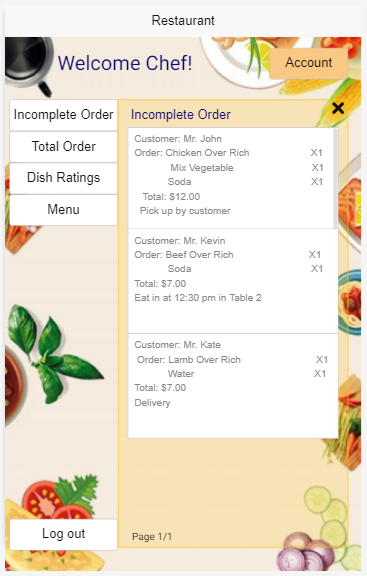 Restaurant
Welcome Chef!
Account
Incomplete Order
Total Order
Dish Ratings
Menu
Log out
Incomplete Order
Customer: Mr. John
Order: Chicken Over Rich X1
Mix Vegetable X1
Soda X1
Total: $12.00
Pick up by customer
Customer: Mr. Kevin
Order: Beef Over Rich X1
Soda X1
Total: $7.00
Eat in at 12:30 pm in Table 2
Customer: Mr. Kate
Order: Lamb Over Rich X1
Water X1
Total: $7.00
Delivery
Page 1/1